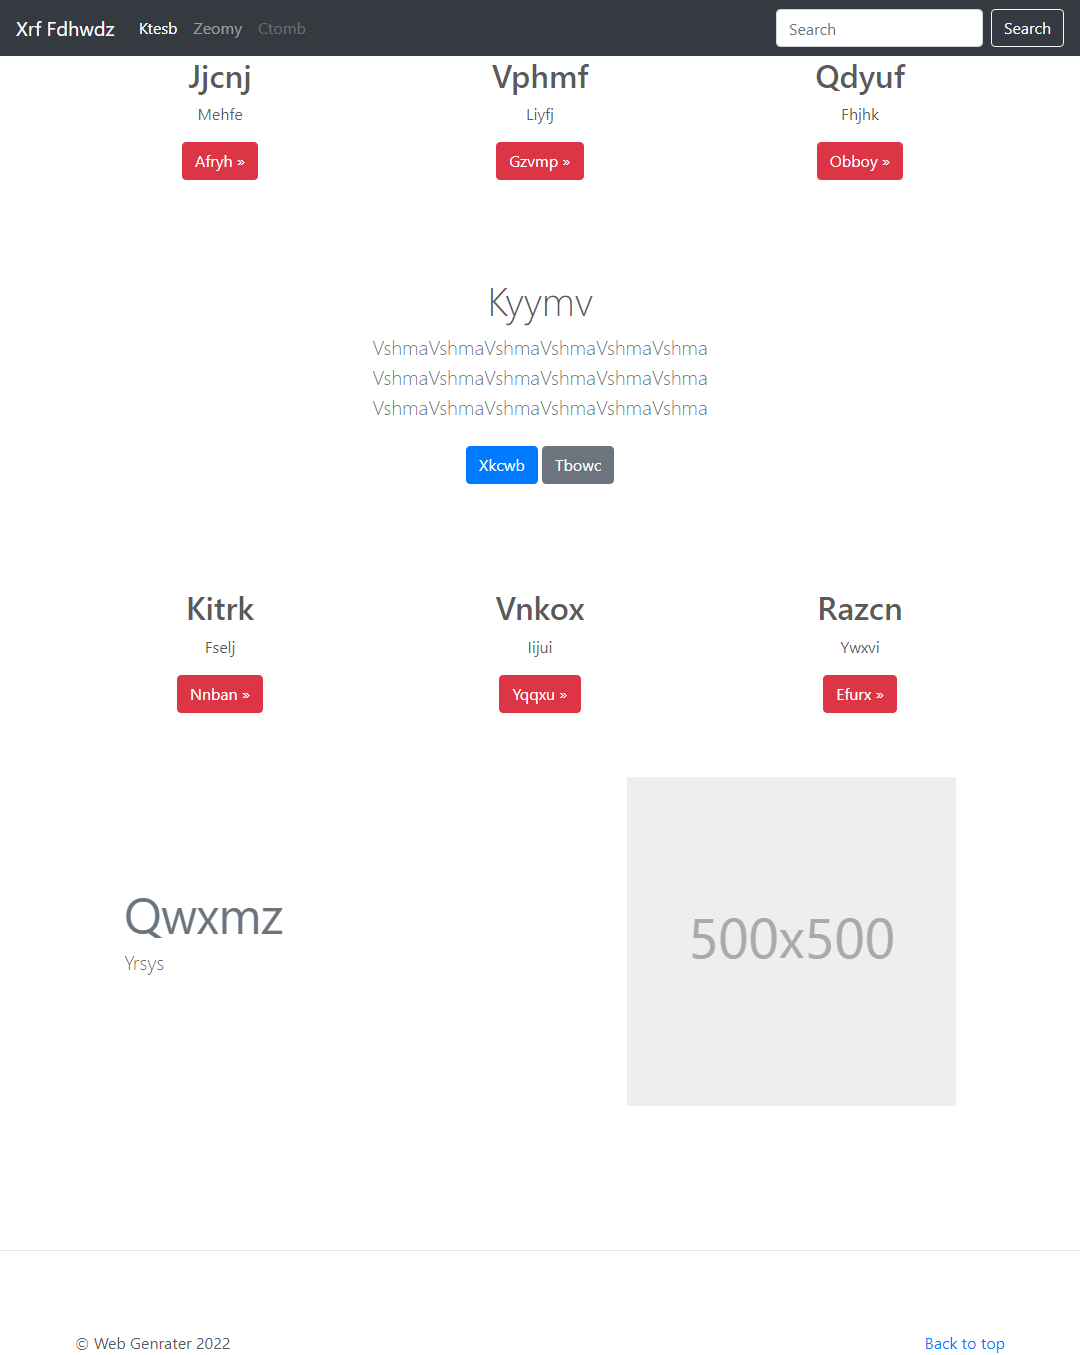 Xrf Fdhwdz Ktesb Zeomy Ctomb Search Search
Jjcnj Vphmf Qdyuf
Mehfe Liyfj Fhjhk
Afryh » Gzvmp » Obboy »
Kyymv
VshmaVshmaVshmaVshmaVshmaVshma
VshmaVshmaVshmaVshmaVshmaVshma
VshmaVshmaVshmaVshmaVshmaVshma
Xkcwb Tbowc
Kitrk Vnkox Razcn
Fselj Iijui Ywxvi
Nnban » Yqqxu » Efurx »
Qwxmz
Yrsys
500x500
© Web Genrater 2022 Back to top